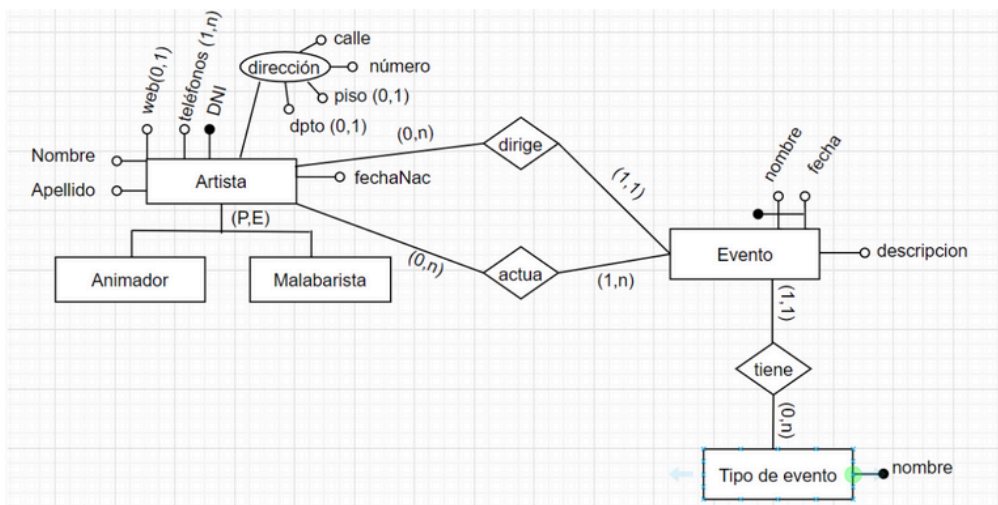 calle
dirección
número
piso (0,1)
dpto (0,1)
web(0,1)
teléfonos (1,n)
DNI
Nombre
Apellido
Artista
fechaNac
(0,n)
dirige
(1,1)
nombre
fecha
(P,E)
Animador
Malabarista
(0,n)
actua
(1,n)
Evento
descripcion
(1,1)
tiene
(0,n)
Tipo de evento
nombre